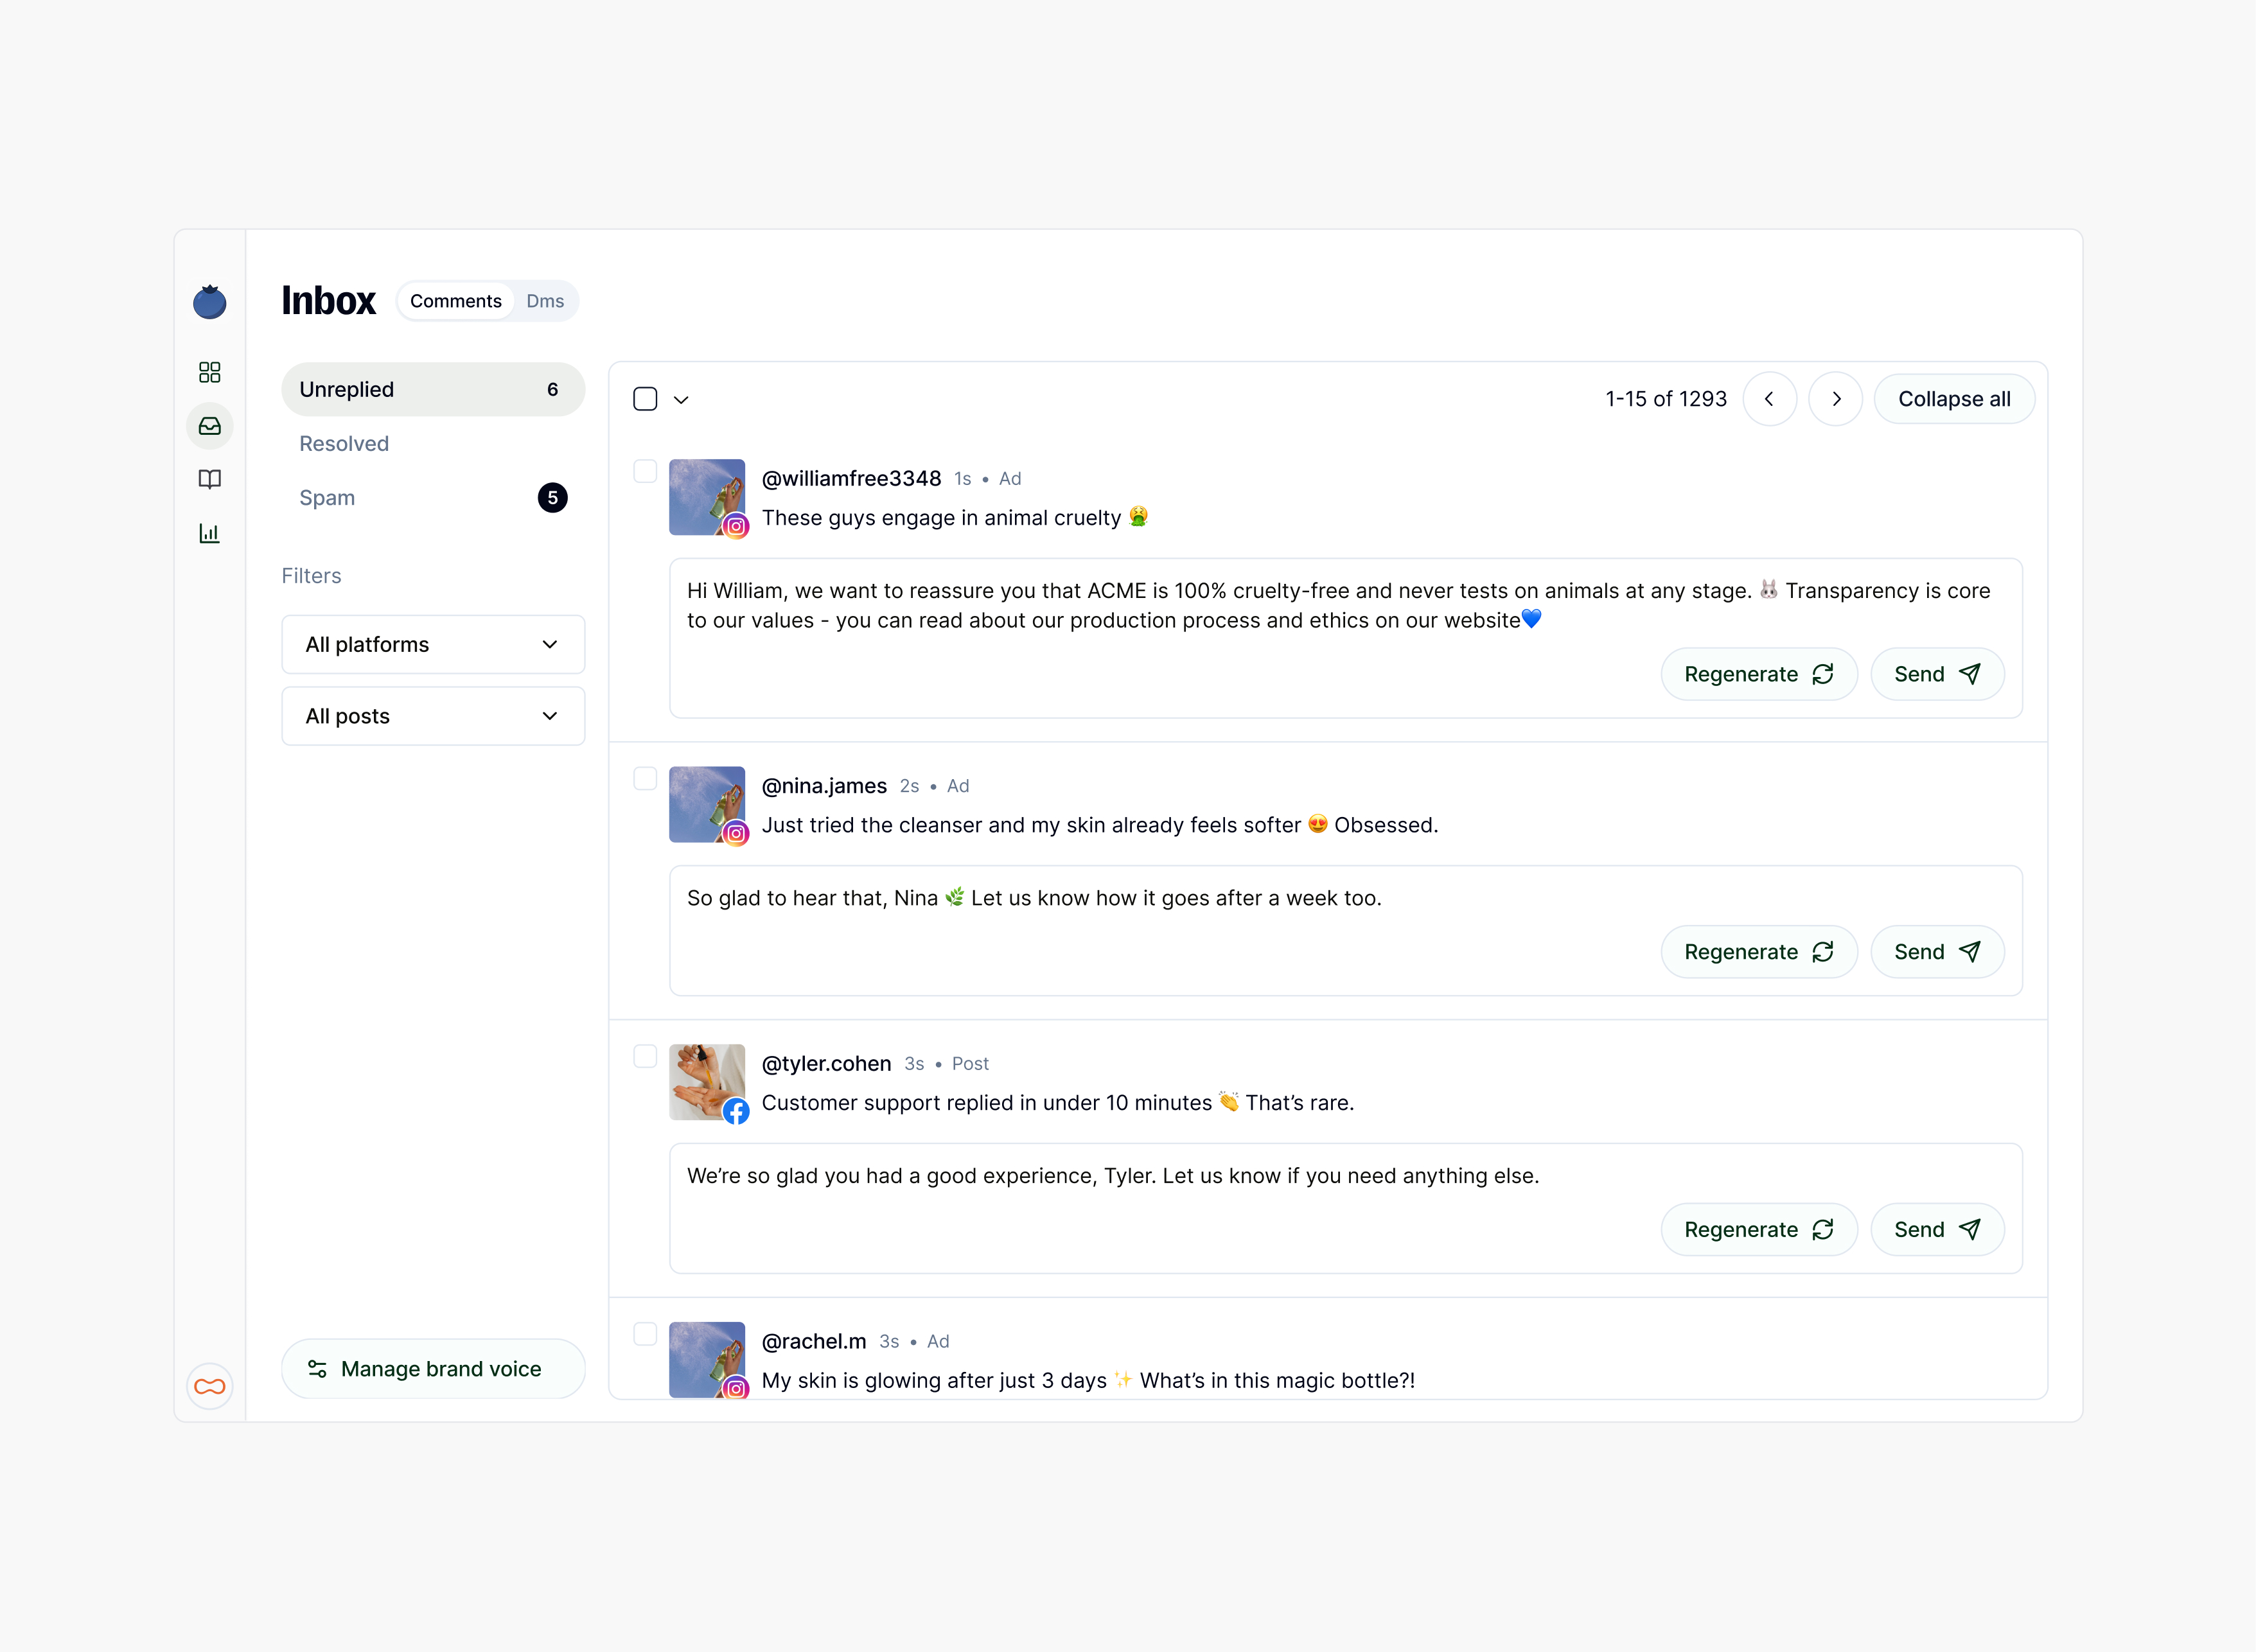 Inbox
Comments
Dms
Unreplied 6
Resolved
Spam 5
Filters
All platforms
All posts
Manage brand voice
1-15 of 1293
Collapse all
@williamfree3348 1s • Ad
These guys engage in animal cruelty 🤮
Hi William, we want to reassure you that ACME is 100% cruelty-free and never tests on animals at any stage. 🐰 Transparency is core
to our values - you can read about our production process and ethics on our website💙
Regenerate
Send
@nina.james 2s • Ad
Just tried the cleanser and my skin already feels softer 😍 Obsessed.
So glad to hear that, Nina 🌿 Let us know how it goes after a week too.
Regenerate
Send
@tyler.cohen 3s • Post
Customer support replied in under 10 minutes 👏 That’s rare.
We’re so glad you had a good experience, Tyler. Let us know if you need anything else.
Regenerate
Send
@rachel.m 3s • Ad
My skin is glowing after just 3 days ✨ What’s in this magic bottle?!